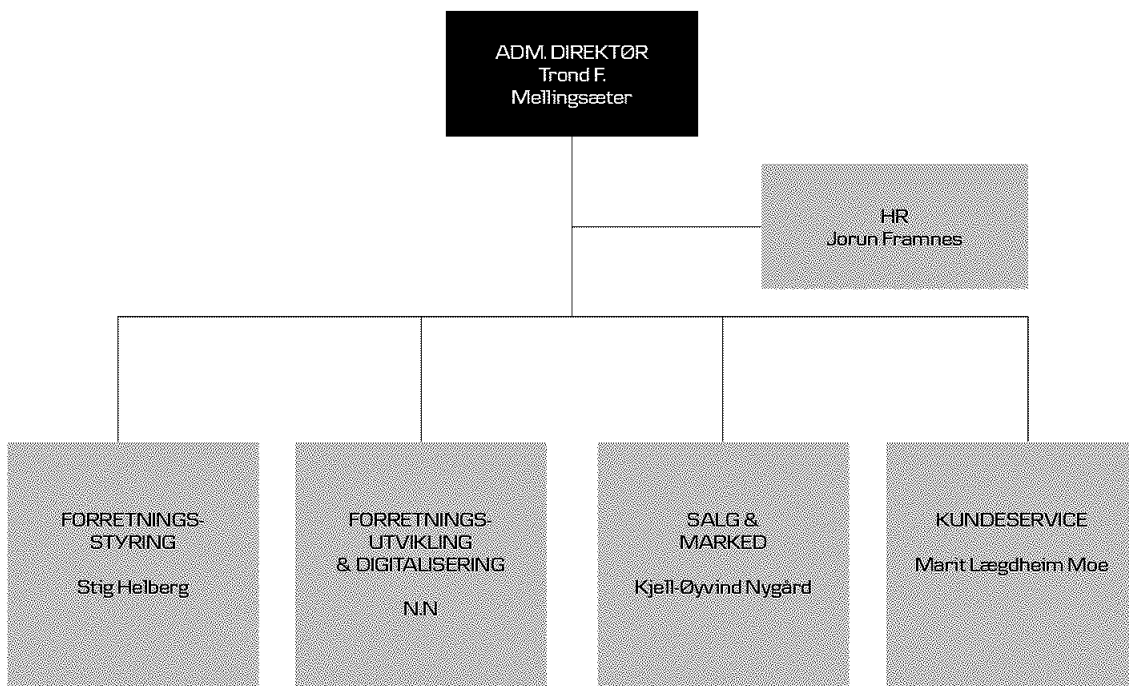 ADM. DIREKTØR
Trond F.
Mellingsæter
HR
Jorun Framnes
FORRETNINGS-
STYRING
Stig Helberg
FORRETNINGS-
UTVIKLING
& DIGITALISERING
N.N
SALG &
MARKED
Kjell-Øyvind Nygård
KUNDESERVICE
Marit Lægdheim Moe